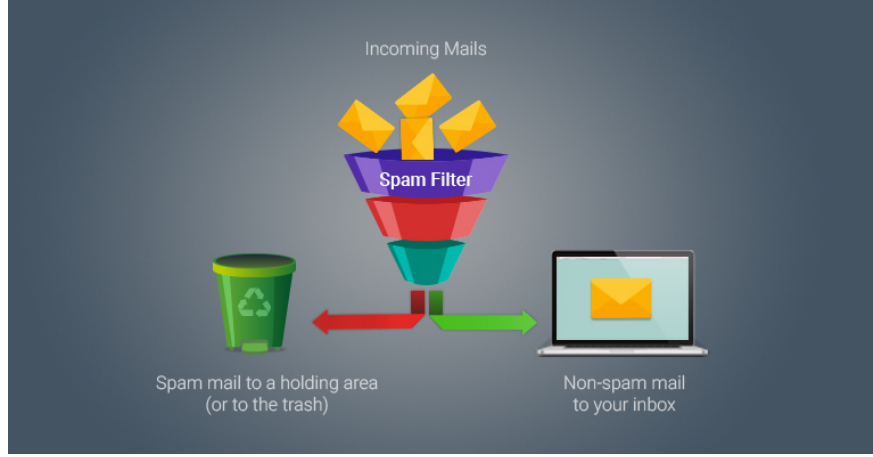 Incoming Mails
Spam Filter
Spam mail to a holding area
(or to the trash)
Non-spam mail
to your inbox